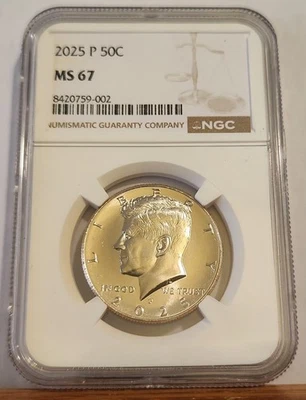 2025 P 50C
MS 67
8420759-002
NUMISMATIC GUARANTY COMPANY NGC
LIBERTY
IN GOD WE TRUST
P
2025